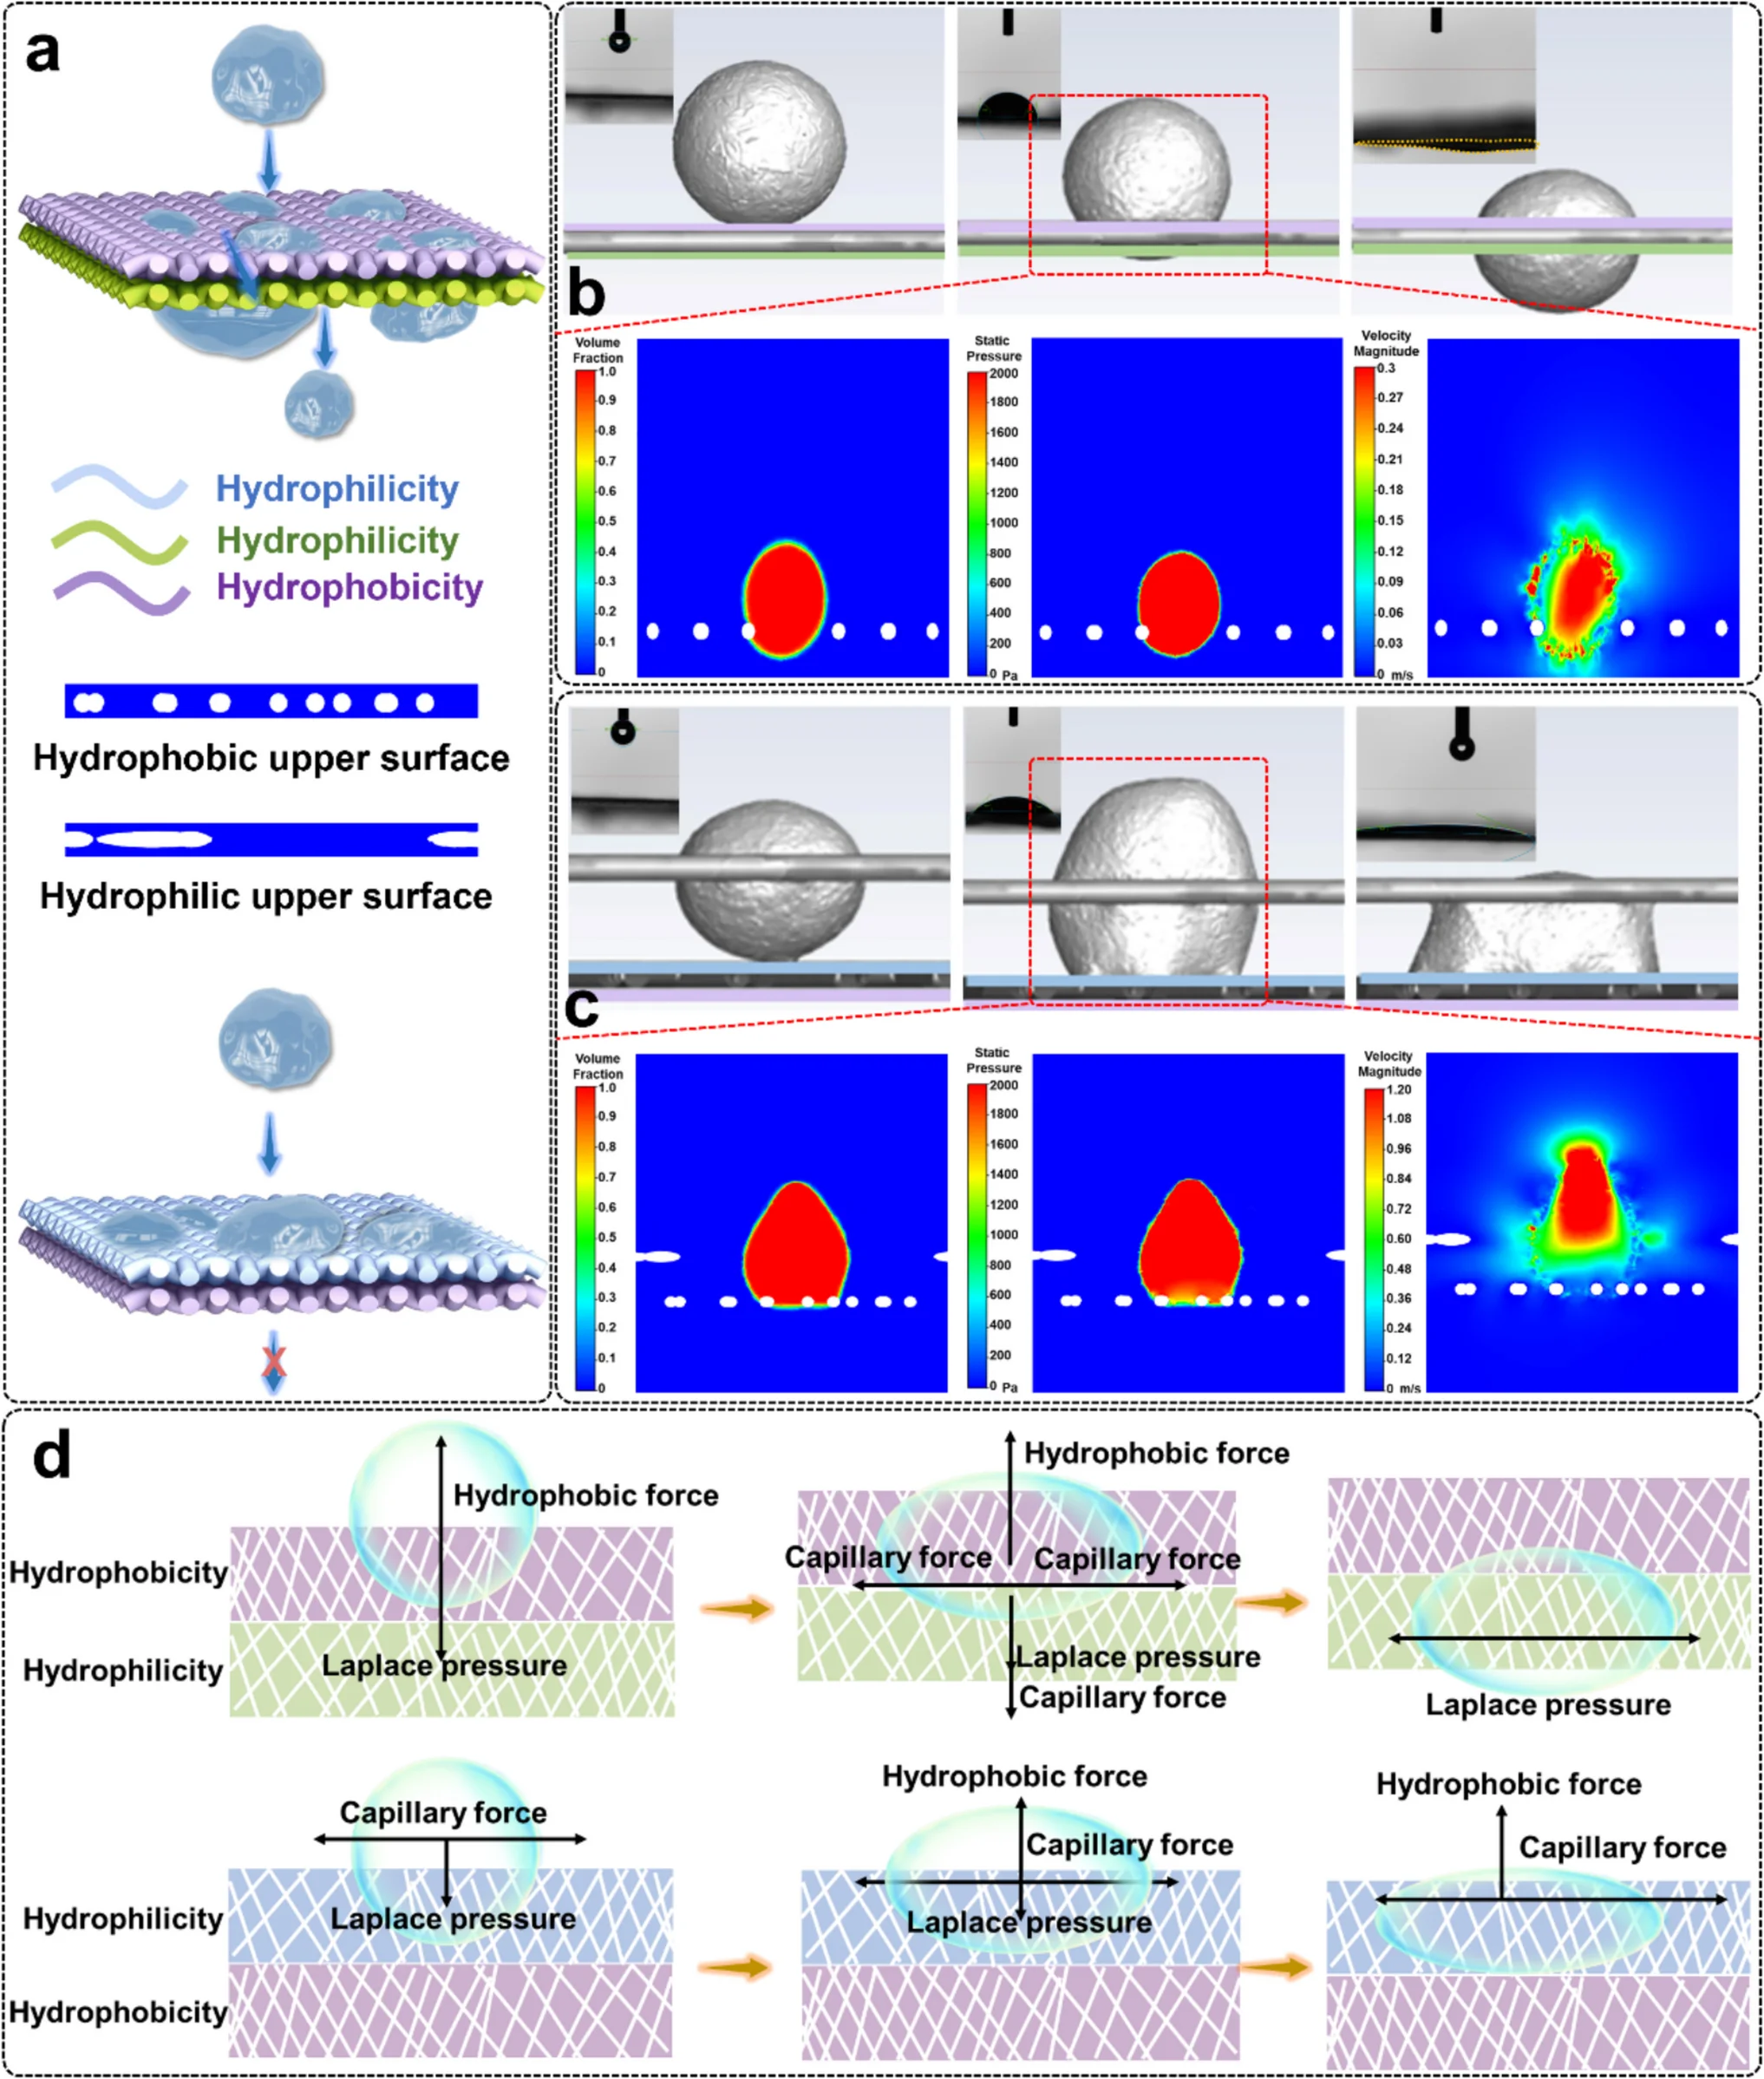 a
Hydrophilicity
Hydrophilicity
Hydrophobicity
Hydrophobic upper surface
Hydrophilic upper surface
b
Volume
Fraction
1.0
0.9
0.8
0.7
0.6
0.5
0.4
0.3
0.2
0.1
0
Static
Pressure
2000
1800
1600
1400
1200
1000
800
600
400
200
0 Pa
Velocity
Magnitude
0.3
0.27
0.24
0.21
0.18
0.15
0.12
0.09
0.06
0.03
0 m/s
c
Volume
Fraction
1.0
0.9
0.8
0.7
0.6
0.5
0.4
0.3
0.2
0.1
0
Static
Pressure
2000
1800
1600
1400
1200
1000
800
600
400
200
0 Pa
Velocity
Magnitude
1.20
1.08
0.96
0.84
0.72
0.60
0.48
0.36
0.24
0.12
0 m/s
X
d
Hydrophobic force
Hydrophobicity
Hydrophilicity
Laplace pressure
Hydrophobic force
Capillary force Capillary force
Laplace pressure
Capillary force
Laplace pressure
Capillary force
Laplace pressure
Hydrophilicity
Hydrophobicity
Hydrophobic force
Capillary force
Laplace pressure
Hydrophobic force
Capillary force